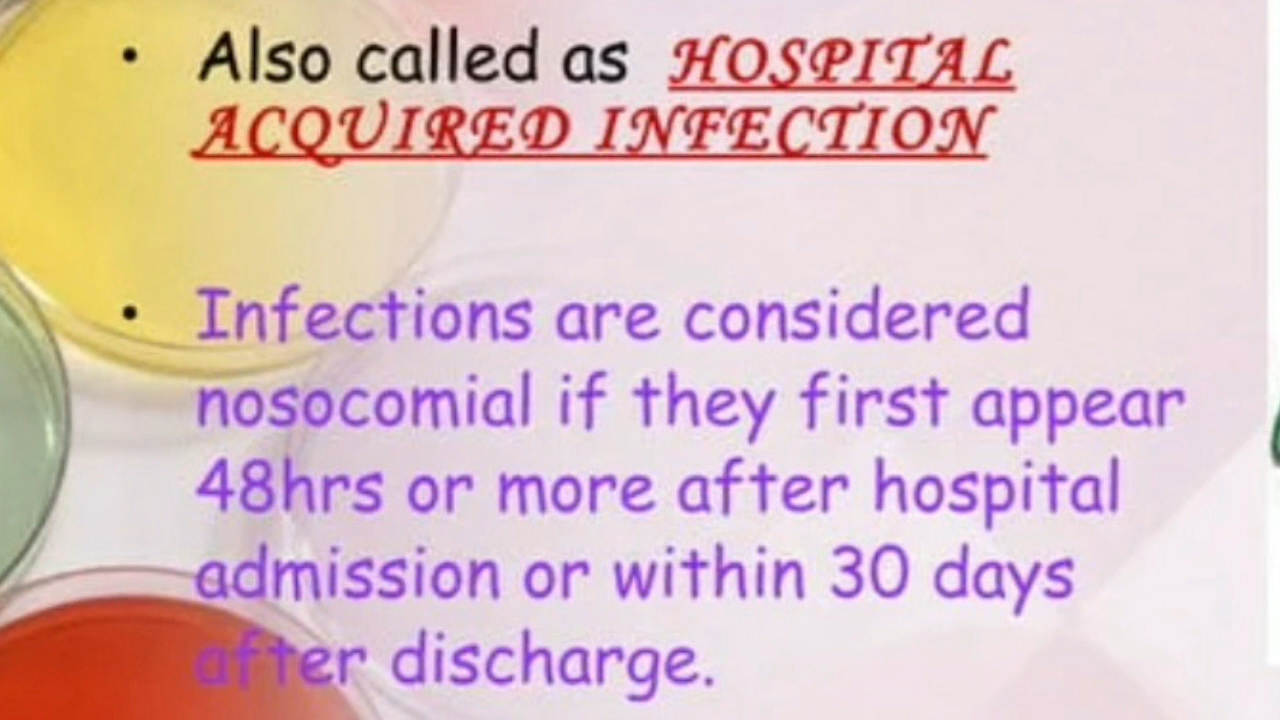 • Also called as HOSPITAL
ACQUIRED INFECTION
• Infections are considered
nosocomial if they first appear
48hrs or more after hospital
admission or within 30 days
after discharge.